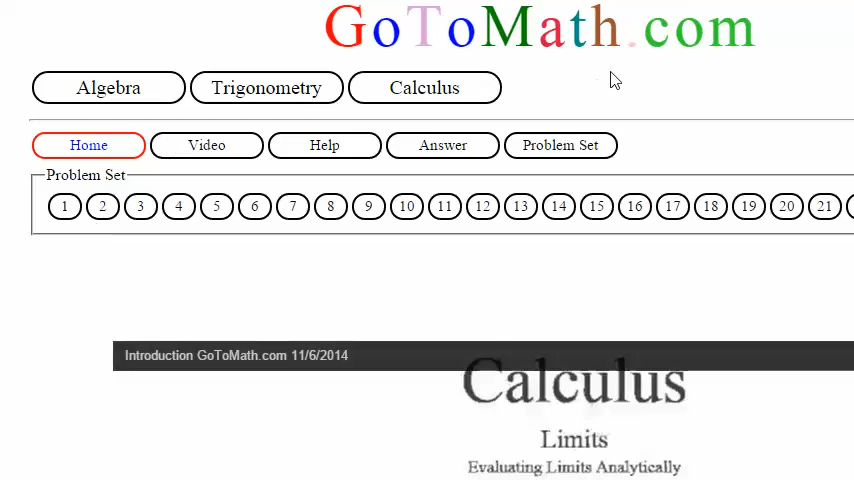 GoToMath.com
Algebra Trigonometry Calculus
Home Video Help Answer Problem Set
Problem Set
1 2 3 4 5 6 7 8 9 10 11 12 13 14 15 16 17 18 19 20 21
Introduction GoToMath.com 11/6/2014
Calculus
Limits
Evaluating Limits Analytically